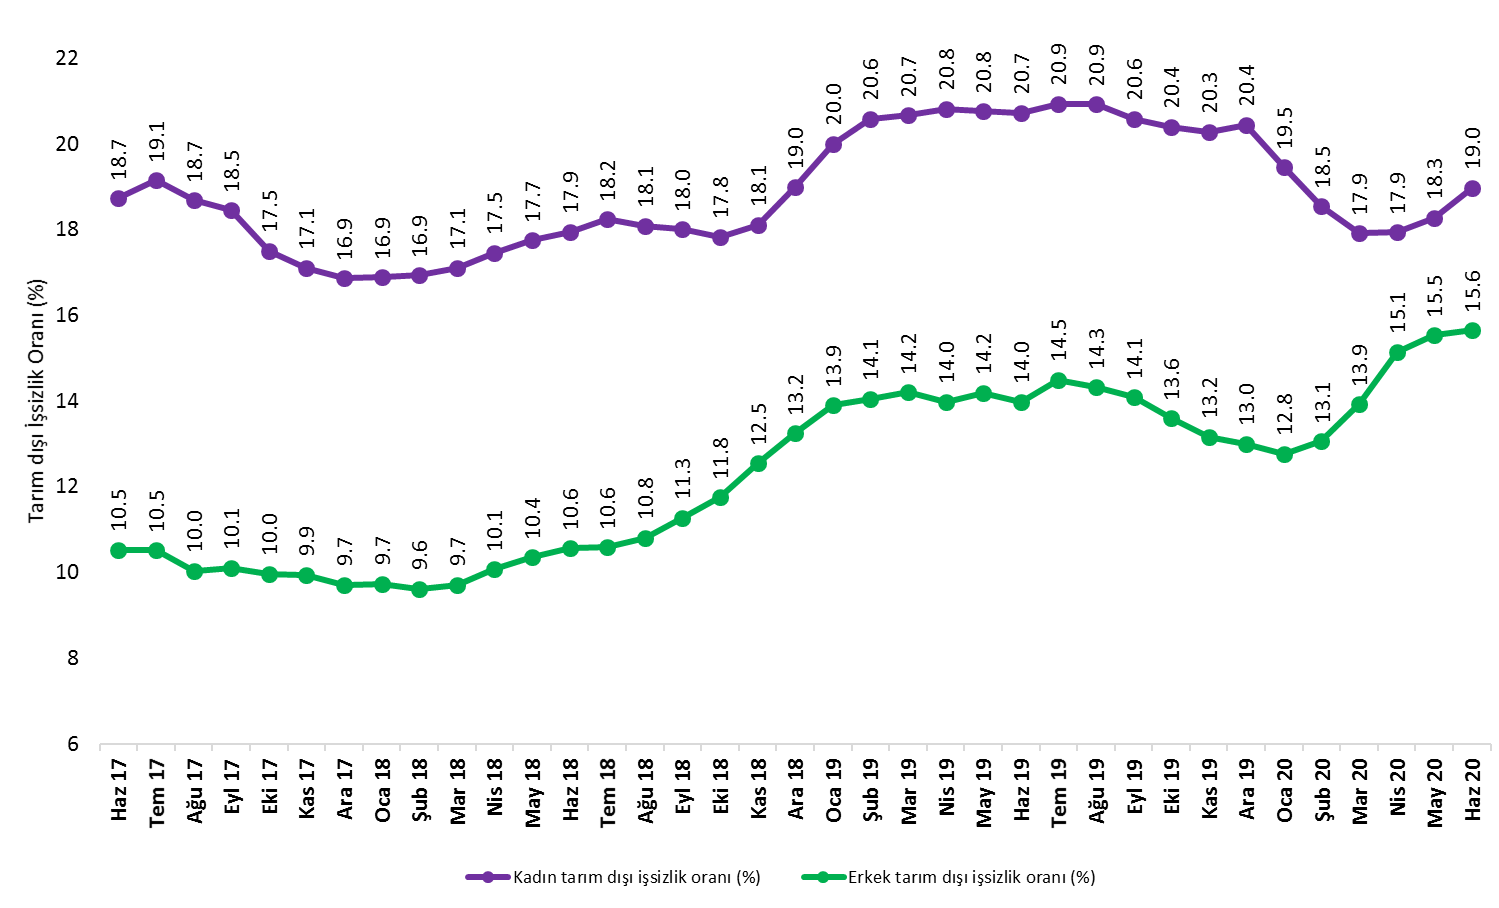 22
20
18
16
14
12
10
8
6
Tarım dışı İşsizlik Oranı (%)
18.7 19.1 18.7 18.5 17.5 17.1 16.9 16.9 16.9 17.1 17.5 17.7 17.9 18.2 18.1 18.0 17.8 18.1 19.0 20.0 20.6 20.7 20.8 20.8 20.7 20.9 20.9 20.6 20.4 20.3 20.4 19.5 18.5 17.9 17.9 18.3 19.0
10.5 10.5 10.0 10.1 10.0 9.9 9.7 9.7 9.6 9.7 10.1 10.4 10.6 10.6 10.8 11.3 11.8 12.5 13.2 13.9 14.1 14.2 14.0 14.2 14.0 14.5 14.3 14.1 13.6 13.2 13.0 12.8 13.1 13.9 15.1 15.5 15.6
Haz 17
Tem 17
Ağu 17
Eyl 17
Eki 17
Kas 17
Ara 17
Oca 18
Şub 18
Mar 18
Nis 18
May 18
Haz 18
Tem 18
Ağu 18
Eyl 18
Eki 18
Kas 18
Ara 18
Oca 19
Şub 19
Mar 19
Nis 19
May 19
Haz 19
Tem 19
Ağu 19
Eyl 19
Eki 19
Kas 19
Ara 19
Oca 20
Şub 20
Mar 20
Nis 20
May 20
Haz 20
Kadın tarım dışı işsizlik oranı (%)
Erkek tarım dışı işsizlik oranı (%)